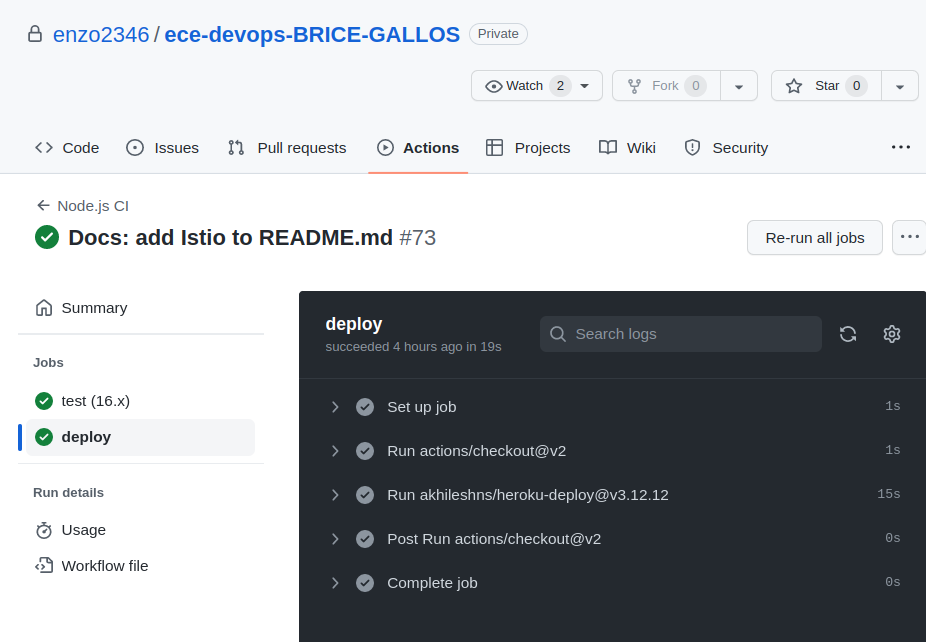 enzo2346 / ece-devops-BRICE-GALLOS Private
Watch 2 Fork 0 Star 0
Code Issues Pull requests Actions Projects Wiki Security
Node.js CI
Docs: add Istio to README.md #73
Re-run all jobs
Summary
Jobs
test (16.x)
deploy
Run details
Usage
Workflow file
deploy
succeeded 4 hours ago in 19s
Search logs
Set up job 1s
Run actions/checkout@v2 1s
Run akhileshns/heroku-deploy@v3.12.12 15s
Post Run actions/checkout@v2 0s
Complete job 0s